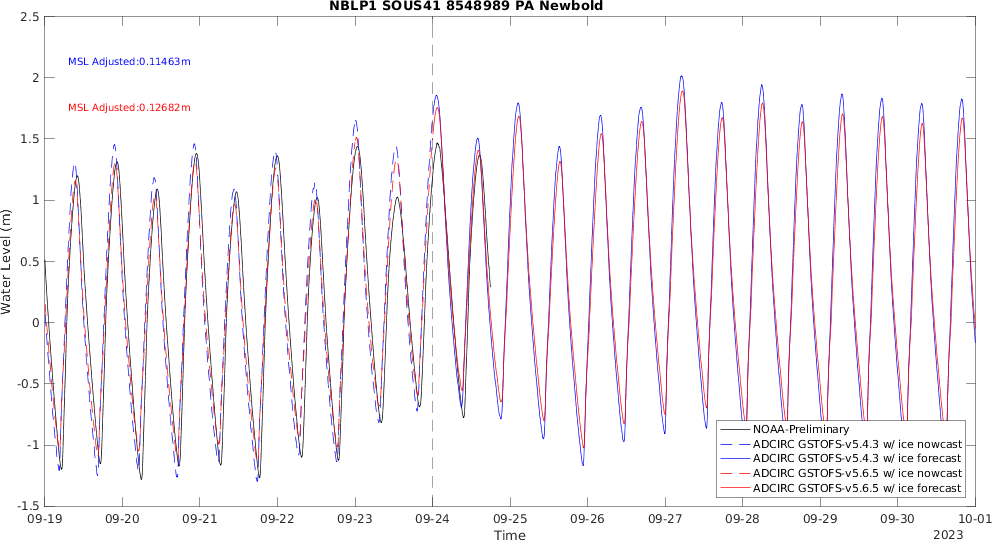 NBLP1 SOUS41 8548989 PA Newbold
MSL Adjusted:0.11463m
MSL Adjusted:0.12682m
Water Level (m)
2.5
2
1.5
1
0.5
0
-0.5
-1
-1.5
NOAA-Preliminary
ADCIRC GSTOFS-v5.4.3 w/ ice nowcast
ADCIRC GSTOFS-v5.4.3 w/ ice forecast
ADCIRC GSTOFS-v5.6.5 w/ ice nowcast
ADCIRC GSTOFS-v5.6.5 w/ ice forecast
09-19 09-20 09-21 09-22 09-23 09-24 09-25 09-26 09-27 09-28 09-29 09-30 10-01
Time
2023